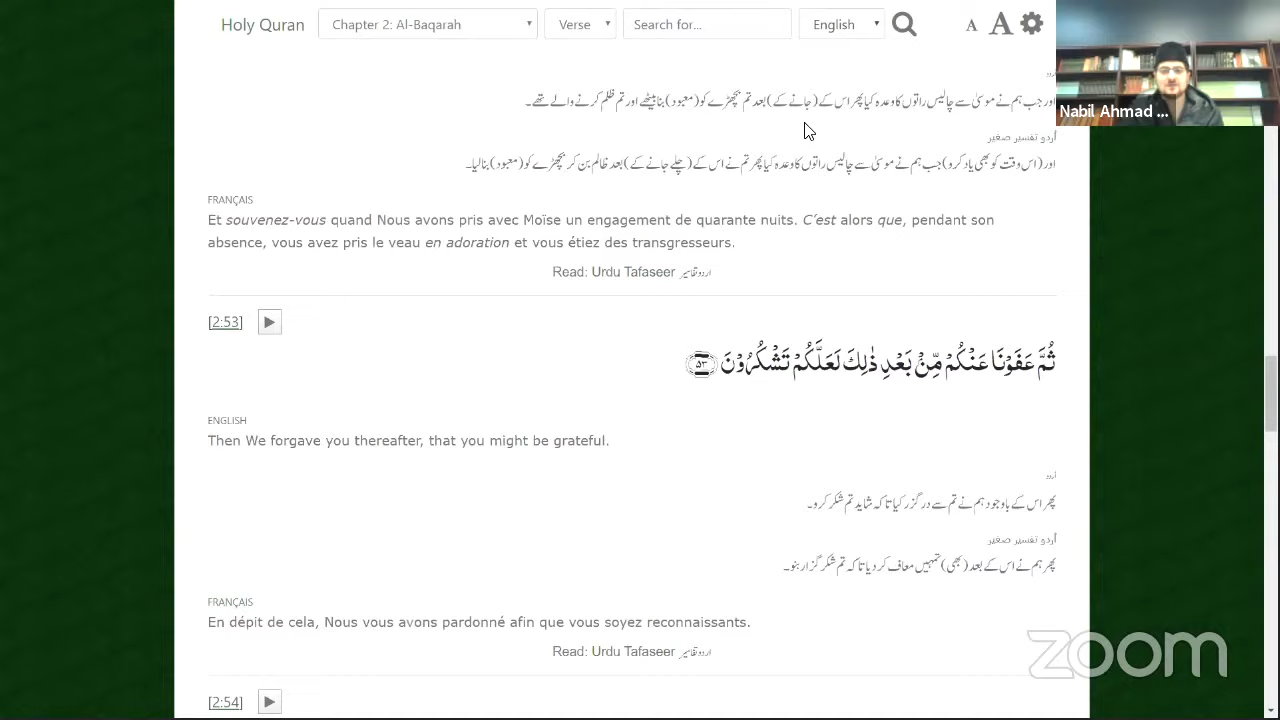 Holy Quran
Chapter 2: Al-Baqarah
Verse
Search for...
English
A A
اردو
اور جب ہم نے موسیٰ سے چالیس راتوں کا وعدہ کیا پھر اس کے (جانے کے) بعد تم بچھڑے کو (معبود) بنا بیٹھے اور تم ظلم کرنے والے تھے۔
Nabil Ahmad ...
اُردو تفسیر صغیر
اور (اس وقت کو بھی یاد کرو) جب ہم نے موسیٰ سے چالیس راتوں کا وعدہ کیا پھر تم نے اس کے (چلے جانے کے) بعد ظالم بن کر بچھڑے کو (معبود) بنا لیا۔
FRANÇAIS
Et souvenez-vous quand Nous avons pris avec Moïse un engagement de quarante nuits. C’est alors que, pendant son
absence, vous avez pris le veau en adoration et vous étiez des transgresseurs.
Read: Urdu Tafaseer اردو تفاسیر
[2:53]
ثُمَّ عَفَوۡنَا عَنۡکُمۡ مِّنۡۢ بَعۡدِ ذٰلِکَ لَعَلَّکُمۡ تَشۡکُرُوۡنَ ﴿۵۳﴾
ENGLISH
Then We forgave you thereafter, that you might be grateful.
اردو
پھر اس کے باوجود ہم نے تم سے درگزر کیا تاکہ شاید تم شکر کرو۔
اُردو تفسیر صغیر
پھر ہم نے اس کے بعد (بھی) تمہیں معاف کر دیا تاکہ تم شکر گزار بنو۔
FRANÇAIS
En dépit de cela, Nous vous avons pardonné afin que vous soyez reconnaissants.
Read: Urdu Tafaseer اردو تفاسیر
zoom
[2:54]